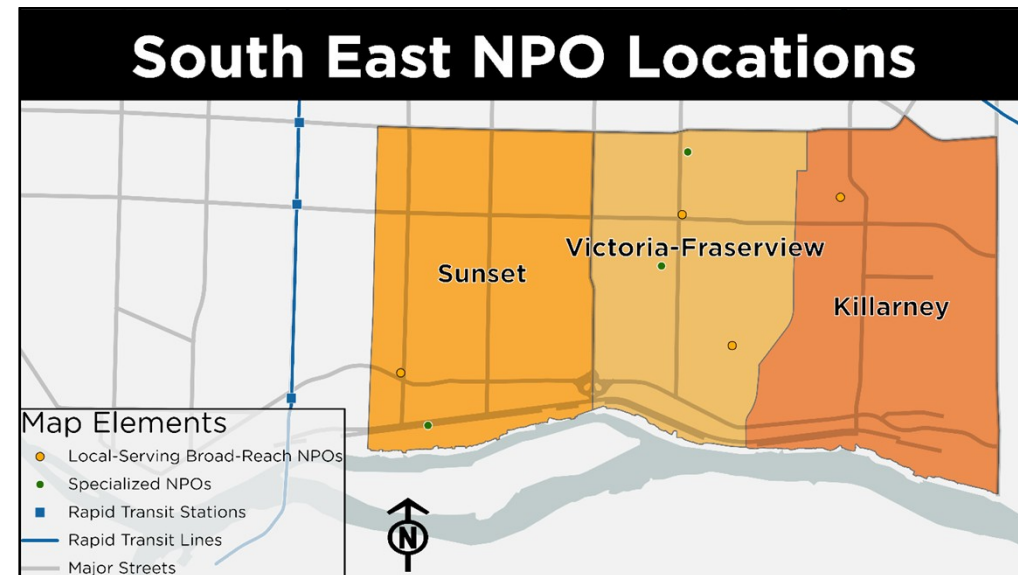 South East NPO Locations
Victoria-Fraserview
Sunset
Killarney
Map Elements
Local-Serving Broad-Reach NPOs
Specialized NPOs
Rapid Transit Stations
Rapid Transit Lines
Major Streets
N